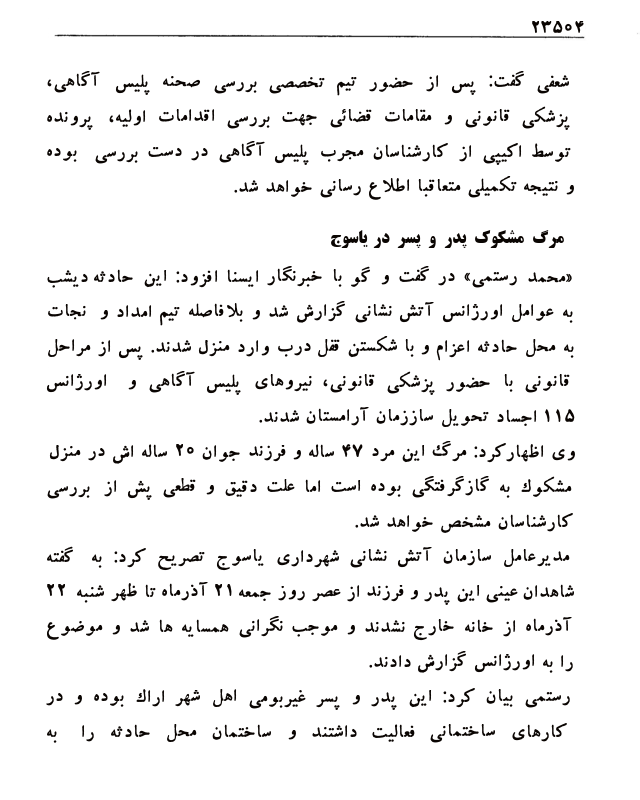 ۲۳۵۰۴
شعفی گفت: پس از حضور تیم تخصصی بررسی صحنه پلیس آگاهی،
پزشکی قانونی و مقامات قضائی جهت بررسی اقدامات اولیه، پرونده
توسط اکیپی از کارشناسان مجرب پلیس آگاهی در دست بررسی بوده
و نتیجه تکمیلی متعاقبا اطلاع رسانی خواهد شد.
مرگ مشکوک پدر و پسر در یاسوج
«محمد رستمی» در گفت و گو با خبرنگار ایسنا افزود: این حادثه دیشب
به عوامل اورژانس آتش نشانی گزارش شد و بلافاصله تیم امداد و نجات
به محل حادثه اعزام و با شکستن قفل درب وارد منزل شدند. پس از مراحل
قانونی با حضور پزشکی قانونی، نیروهای پلیس آگاهی و اورژانس
۱۱۵ اجساد تحویل ساززمان آرامستان شدند.
وی اظهارکرد: مرگ این مرد ۴۷ ساله و فرزند جوان ۲۰ ساله اش در منزل
مشکوک به گازگرفتگی بوده است اما علت دقیق و قطعی پش از بررسی
کارشناسان مشخص خواهد شد.
مدیرعامل سازمان آتش نشانی شهرداری یاسوج تصریح کرد: به گفته
شاهدان عینی این پدر و فرزند از عصر روز جمعه ۲۱ آذرماه تا ظهر شنبه ۲۲
آذرماه از خانه خارج نشدند و موجب نگرانی همسایه ها شد و موضوع
را به اورژانس گزارش دادند.
رستمی بیان کرد: این پدر و پسر غیربومی اهل شهر اراک بوده و در
کارهای ساختمانی فعالیت داشتند و ساختمان محل حادثه را به